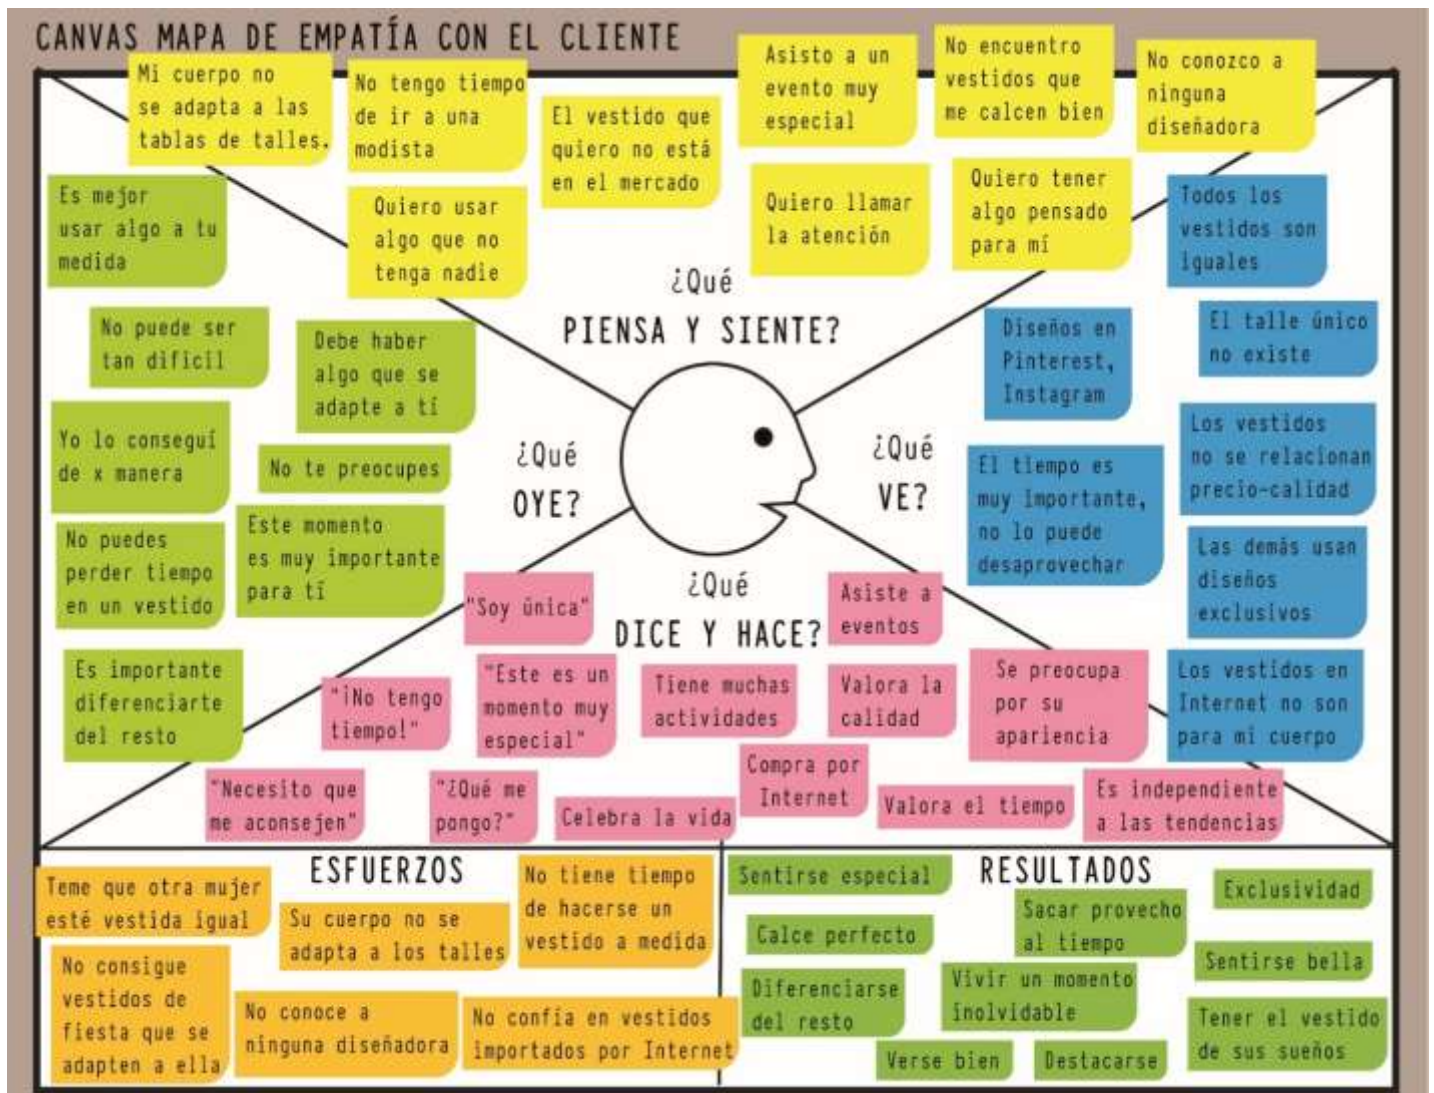 CANVAS MAPA DE EMPATÍA CON EL CLIENTE
Mi cuerpo no
se adapta a las
tablas de talles.
No tengo tiempo
de ir a una
modista
El vestido que
quiero no está
en el mercado
Asisto a un
evento muy
especial
No encuentro
vestidos que
me calcen bien
No conozco a
ninguna
diseñadora
Quiero usar
algo que no
tenga nadie
Quiero llamar
la atención
Quiero tener
algo pensado
para mí
¿Qué
PIENSA Y SIENTE?
Es mejor
usar algo a tu
medida
No puede ser
tan dificil
Debe haber
algo que se
adapte a tí
Yo lo conseguí
de x manera
No te preocupes
No puedes
perder tiempo
en un vestido
Este momento
es muy importante
para tí
Es importante
diferenciarte
del resto
¿Qué
OYE?
¿Qué
VE?
Todos los
vestidos son
iguales
Diseños en
Pinterest,
Instagram
El talle único
no existe
Los vestidos
no se relacionan
precio-calidad
El tiempo es
muy importante,
no lo puede
desaprovechar
Las demás usan
diseños
exclusivos
Los vestidos en
Internet no son
para mi cuerpo
¿Qué
DICE Y HACE?
"Soy única"
Asiste a
eventos
"¡No tengo
tiempo!"
"Este es un
momento muy
especial"
Tiene muchas
actividades
Valora la
calidad
Se preocupa
por su
apariencia
"Necesito que
me aconsejen"
"¿Qué me
pongo?"
Celebra la vida
Compra por
Internet
Valora el tiempo
Es independiente
a las tendencias
ESFUERZOS
Teme que otra mujer
esté vestida igual
Su cuerpo no se
adapta a los talles
No tiene tiempo
de hacerse un
vestido a medida
No consigue
vestidos de
fiesta que se
adapten a ella
No conoce a
ninguna diseñadora
No confía en vestidos
importados por Internet
RESULTADOS
Sentirse especial
Sacar provecho
al tiempo
Exclusividad
Calce perfecto
Sentirse bella
Diferenciarse
del resto
Vivir un momento
inolvidable
Tener el vestido
de sus sueños
Verse bien
Destacarse